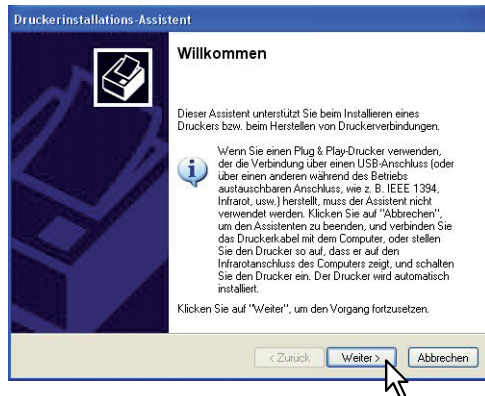 Druckerinstallations-Assistent
Willkommen
Dieser Assistent unterstützt Sie beim Installieren eines
Druckers bzw. beim Herstellen von Druckerverbindungen.
Wenn Sie einen Plug & Play-Drucker verwenden,
der die Verbindung über einen USB-Anschluss (oder
über einen anderen während des Betriebs
austauschbaren Anschluss, wie z. B. IEEE 1394,
Infrarot, usw.) herstellt, muss der Assistent nicht
verwendet werden. Klicken Sie auf "Abbrechen",
um den Assistenten zu beenden, und verbinden Sie
das Druckerkabel mit dem Computer, oder stellen
Sie den Drucker so auf, dass er auf den
Infrarotanschluss des Computers zeigt, und schalten
Sie den Drucker ein. Der Drucker wird automatisch
installiert.
Klicken Sie auf "Weiter", um den Vorgang fortzusetzen.
< Zurück Weiter > Abbrechen